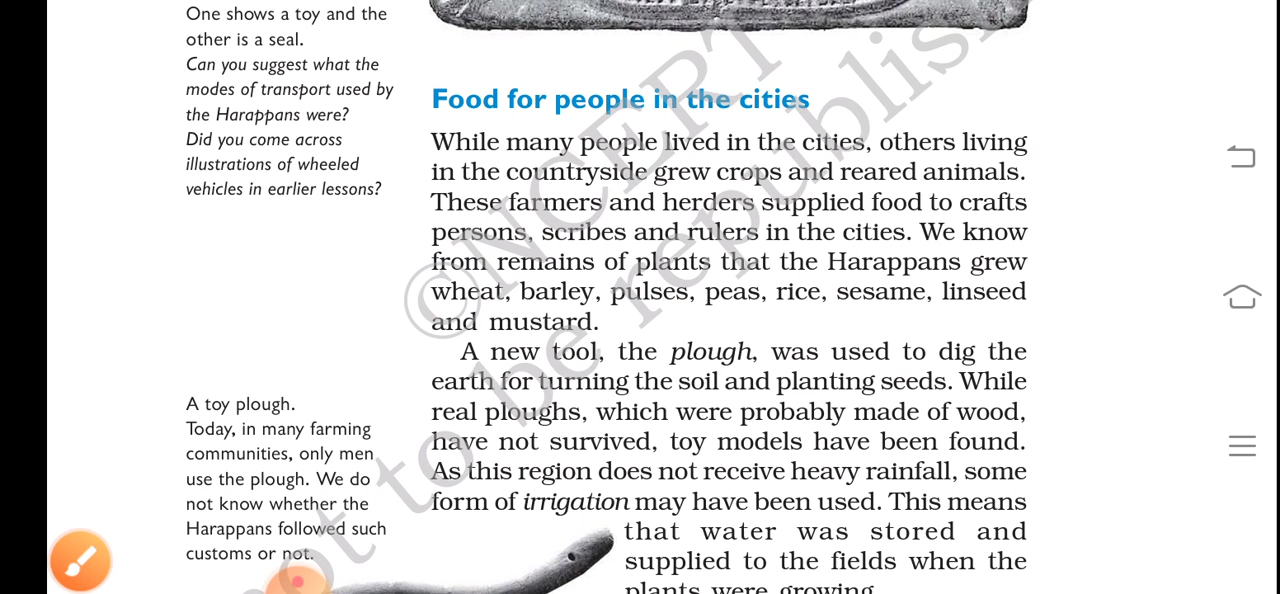 One shows a toy and the
other is a seal.
Can you suggest what the
modes of transport used by
the Harappans were?
Did you come across
illustrations of wheeled
vehicles in earlier lessons?
Food for people in the cities
While many people lived in the cities, others living
in the countryside grew crops and reared animals.
These farmers and herders supplied food to crafts
persons, scribes and rulers in the cities. We know
from remains of plants that the Harappans grew
wheat, barley, pulses, peas, rice, sesame, linseed
and mustard.
A new tool, the plough, was used to dig the
earth for turning the soil and planting seeds. While
real ploughs, which were probably made of wood,
have not survived, toy models have been found.
As this region does not receive heavy rainfall, some
form of irrigation may have been used. This means
that water was stored and
supplied to the fields when the
plants were growing.
A toy plough.
Today, in many farming
communities, only men
use the plough. We do
not know whether the
Harappans followed such
customs or not.
©NCERT
not to be republis